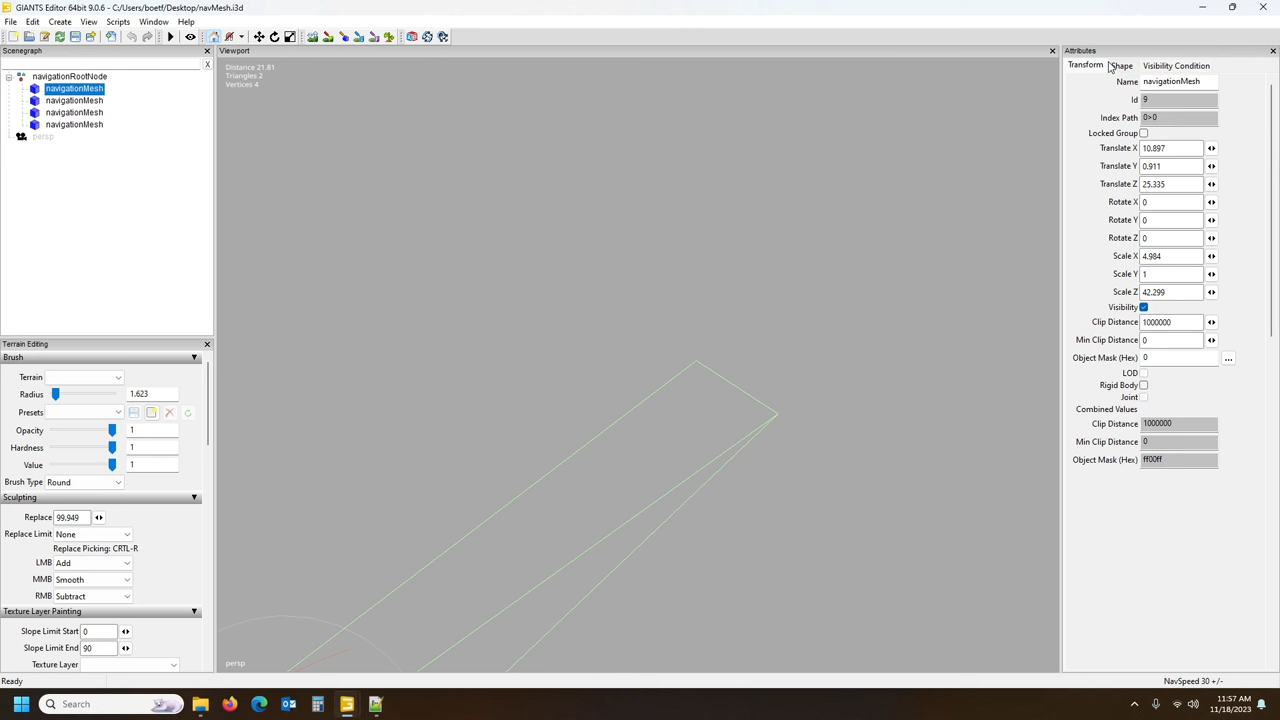 GIANTS Editor 64bit 9.0.6 - C:/Users/boetf/Desktop/navMesh.i3d
File Edit Create View Scripts Window Help
Scenegraph
X
navigationRootNode
navigationMesh
navigationMesh
navigationMesh
navigationMesh
persp
Terrain Editing
Brush
Terrain
Radius 1.623
Presets
Opacity 1
Hardness 1
Value 1
Brush Type Round
Sculpting
Replace 99.949
Replace Limit None
Replace Picking: CRTL-R
LMB Add
MMB Smooth
RMB Subtract
Texture Layer Painting
Slope Limit Start 0
Slope Limit End 90
Texture Layer
Viewport
Distance 21.81
Triangles 2
Vertices 4
persp
Attributes
Transform Shape Visibility Condition
Name navigationMesh
Id 9
Index Path 0>0
Locked Group
Translate X 10.897
Translate Y 0.911
Translate Z 25.335
Rotate X 0
Rotate Y 0
Rotate Z 0
Scale X 4.984
Scale Y 1
Scale Z 42.299
Visibility
Clip Distance 1000000
Min Clip Distance 0
Object Mask (Hex) 0 ...
LOD
Rigid Body
Joint
Combined Values
Clip Distance 1000000
Min Clip Distance 0
Object Mask (Hex) ff00ff
Ready
NavSpeed 30 +/-
Search
11:57 AM
11/18/2023